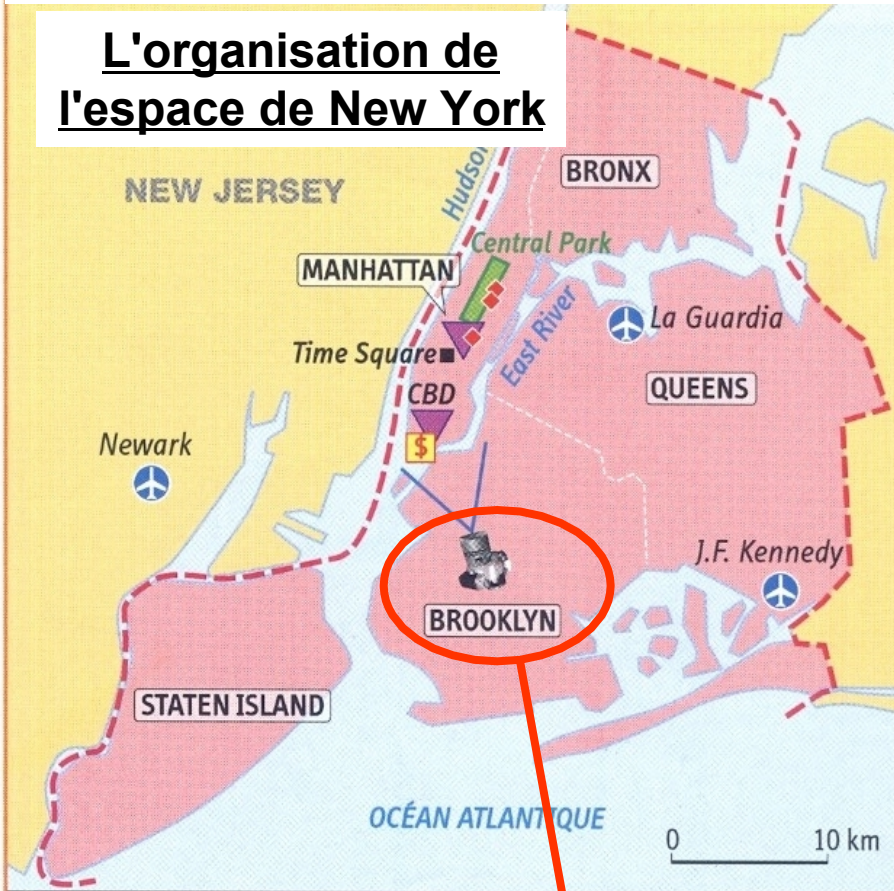 L'organisation de
l'espace de New York
NEW JERSEY
Hudson
BRONX
Central Park
MANHATTAN
La Guardia
East River
Time Square
QUEENS
CBD
$
Newark
J.F. Kennedy
BROOKLYN
STATEN ISLAND
OCÉAN ATLANTIQUE
0 10 km